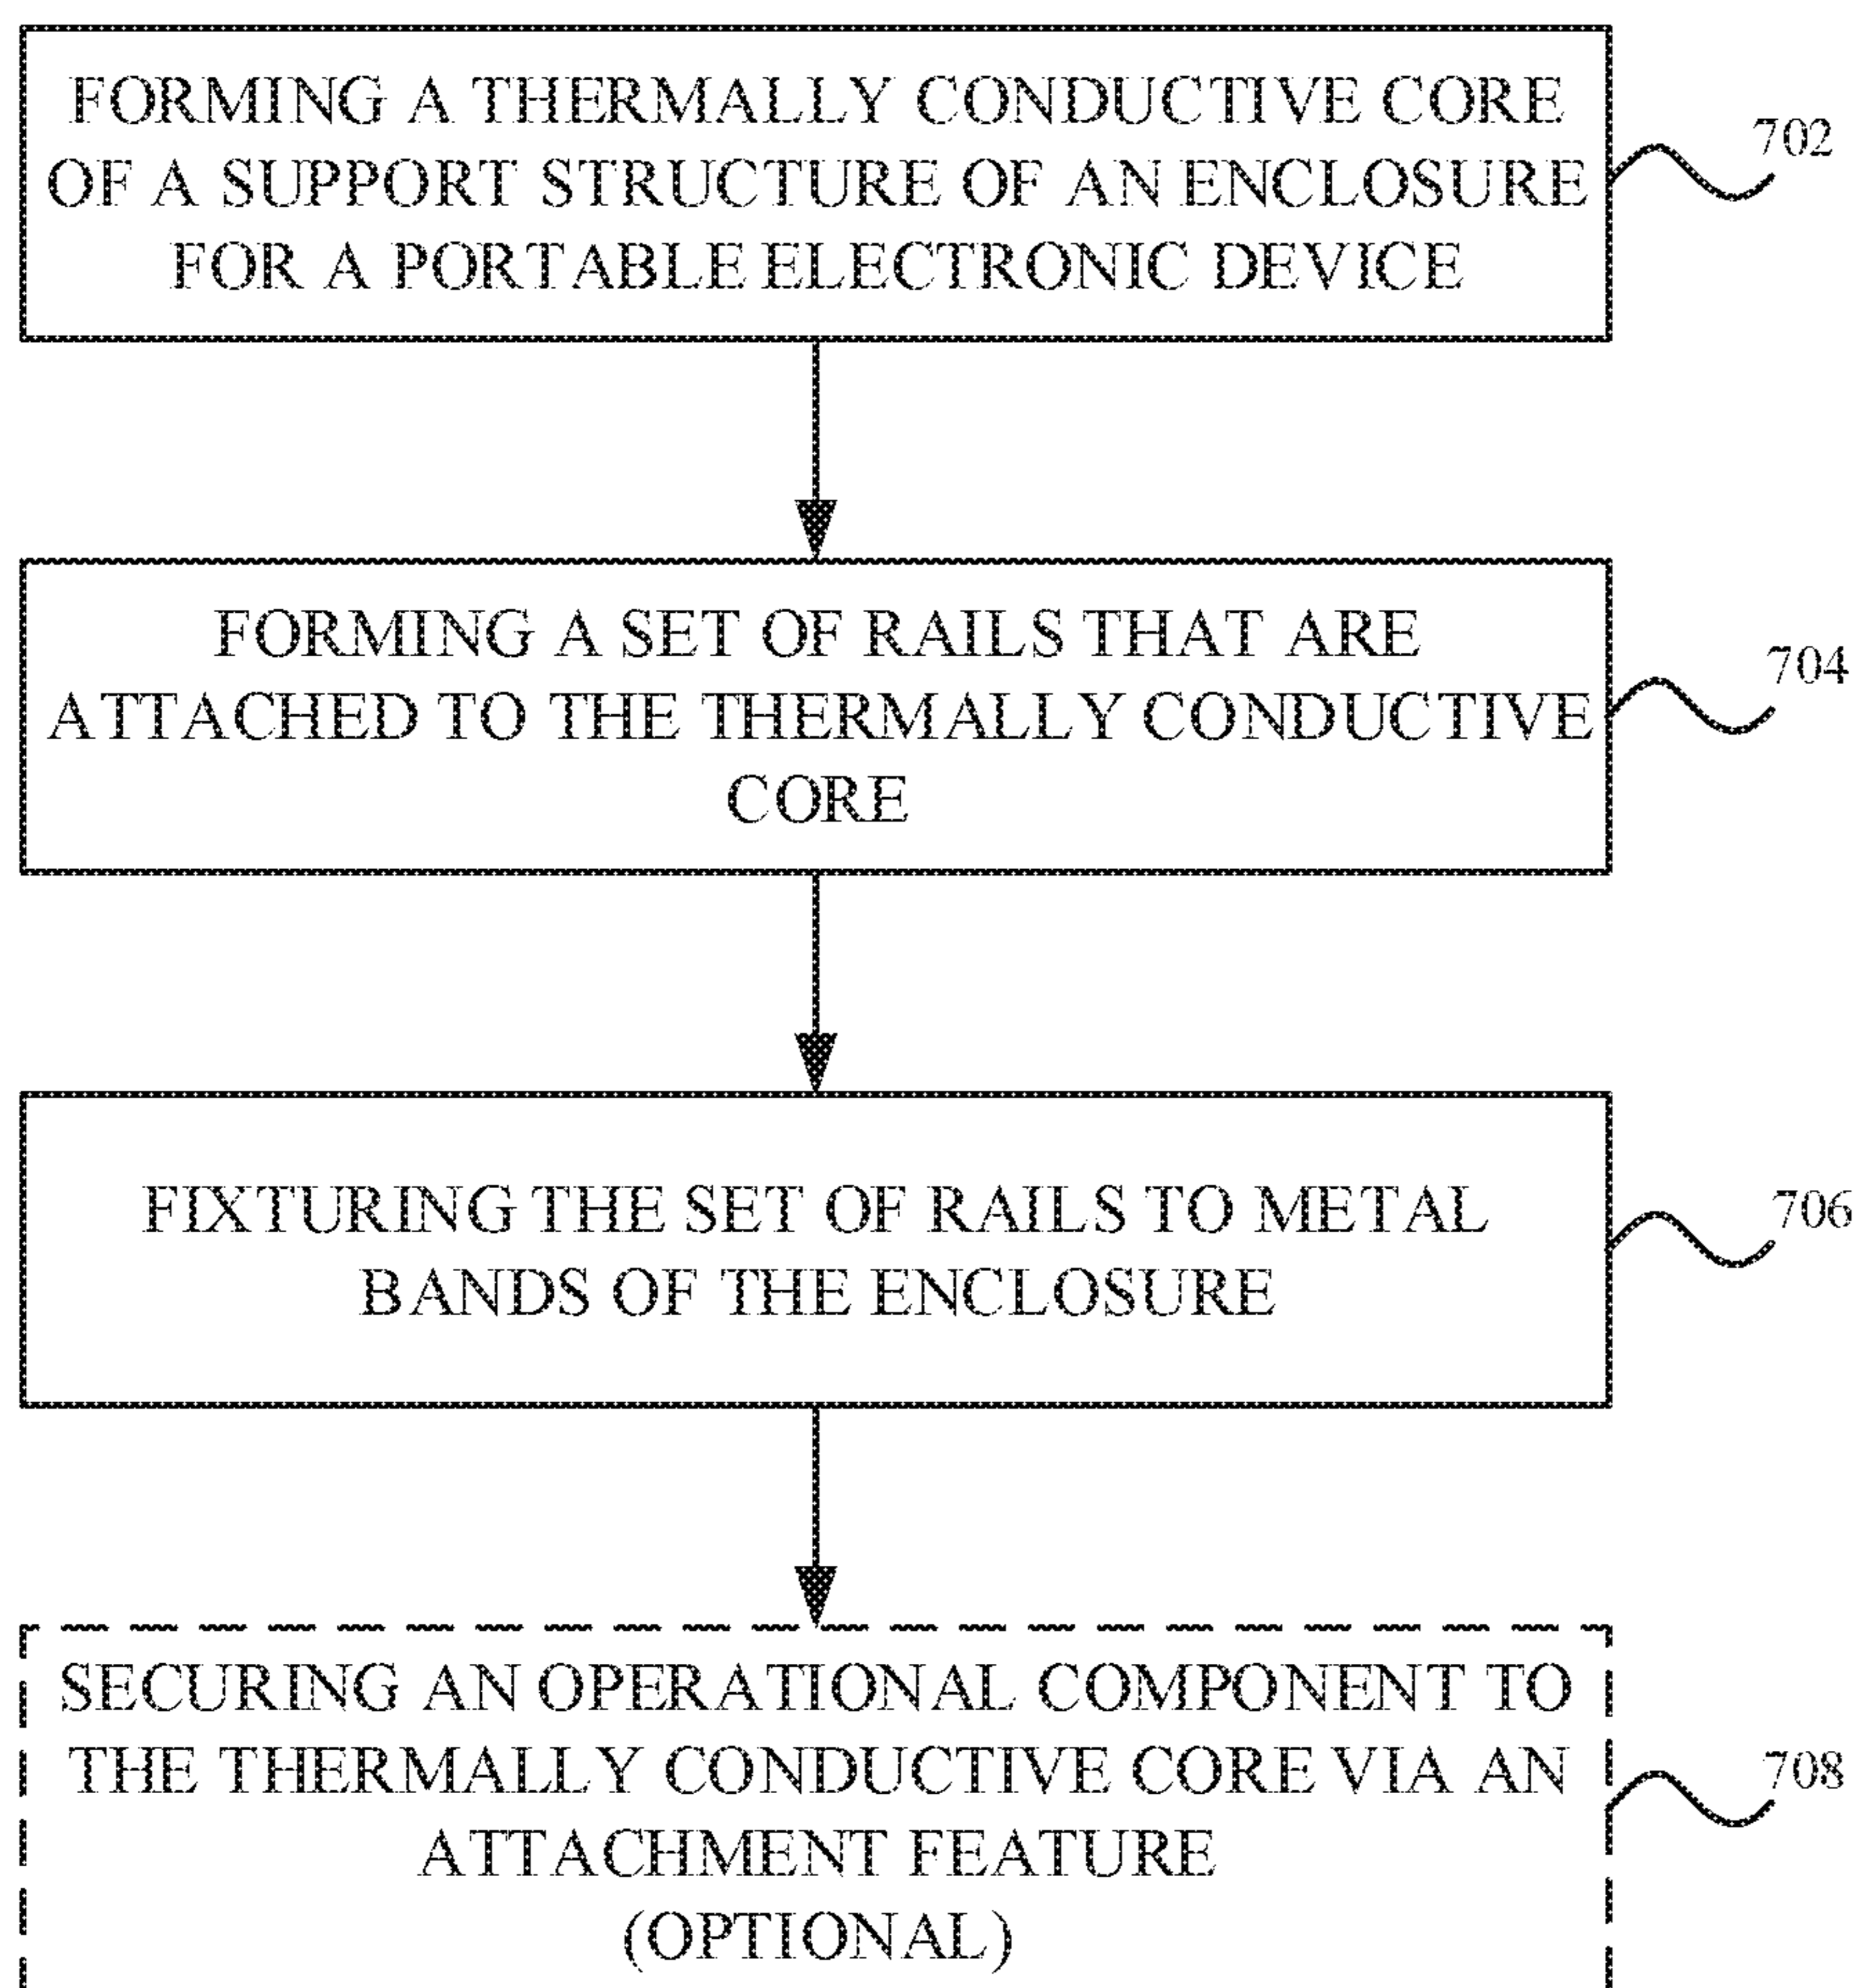 FORMING A THERMALLY CONDUCTIVE CORE
OF A SUPPORT STRUCTURE OF AN ENCLOSURE
FOR A PORTABLE ELECTRONIC DEVICE
702
FORMING A SET OF RAILS THAT ARE
ATTACHED TO THE THERMALLY CONDUCTIVE
CORE
704
FIXTURING THE SET OF RAILS TO METAL
BANDS OF THE ENCLOSURE
706
SECURING AN OPERATIONAL COMPONENT TO
THE THERMALLY CONDUCTIVE CORE VIA AN
ATTACHMENT FEATURE
(OPTIONAL)
708